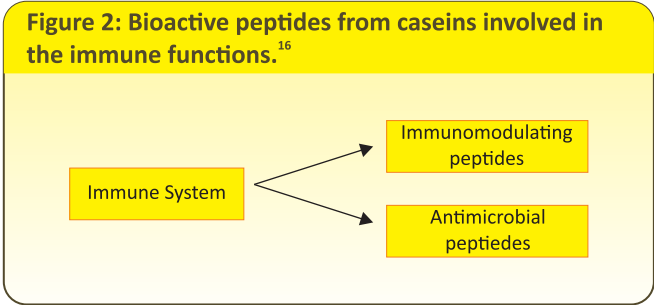 Figure 2: Bioactive peptides from caseins involved in
the immune functions.16
Immune System
Immunomodulating
peptides
Antimicrobial
peptiedes